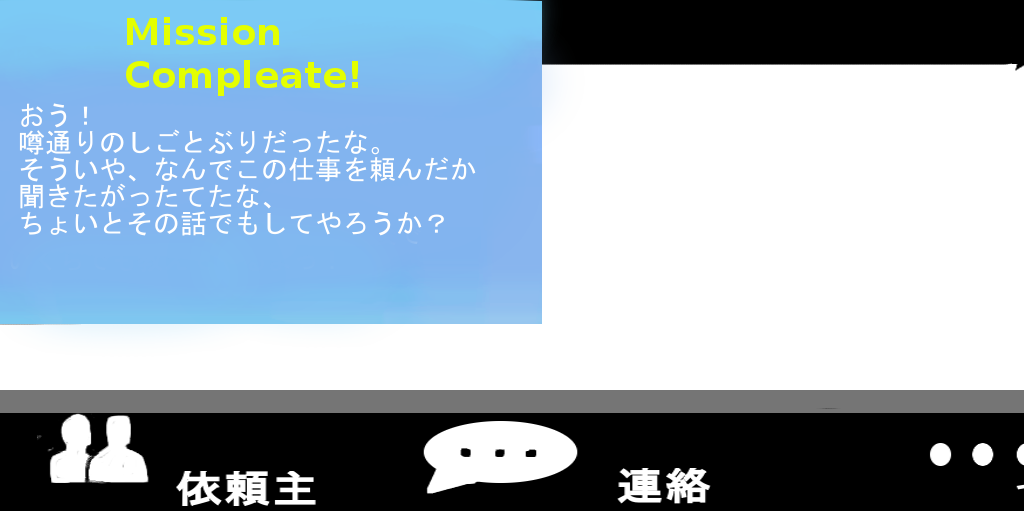 Mission
Compleate!
おう！
噂通りのしごとぶりだったな。
そういや、なんでこの仕事を頼んだか
聞きたがったてたな、
ちょいとその話でもしてやろうか？
依頼主
連絡